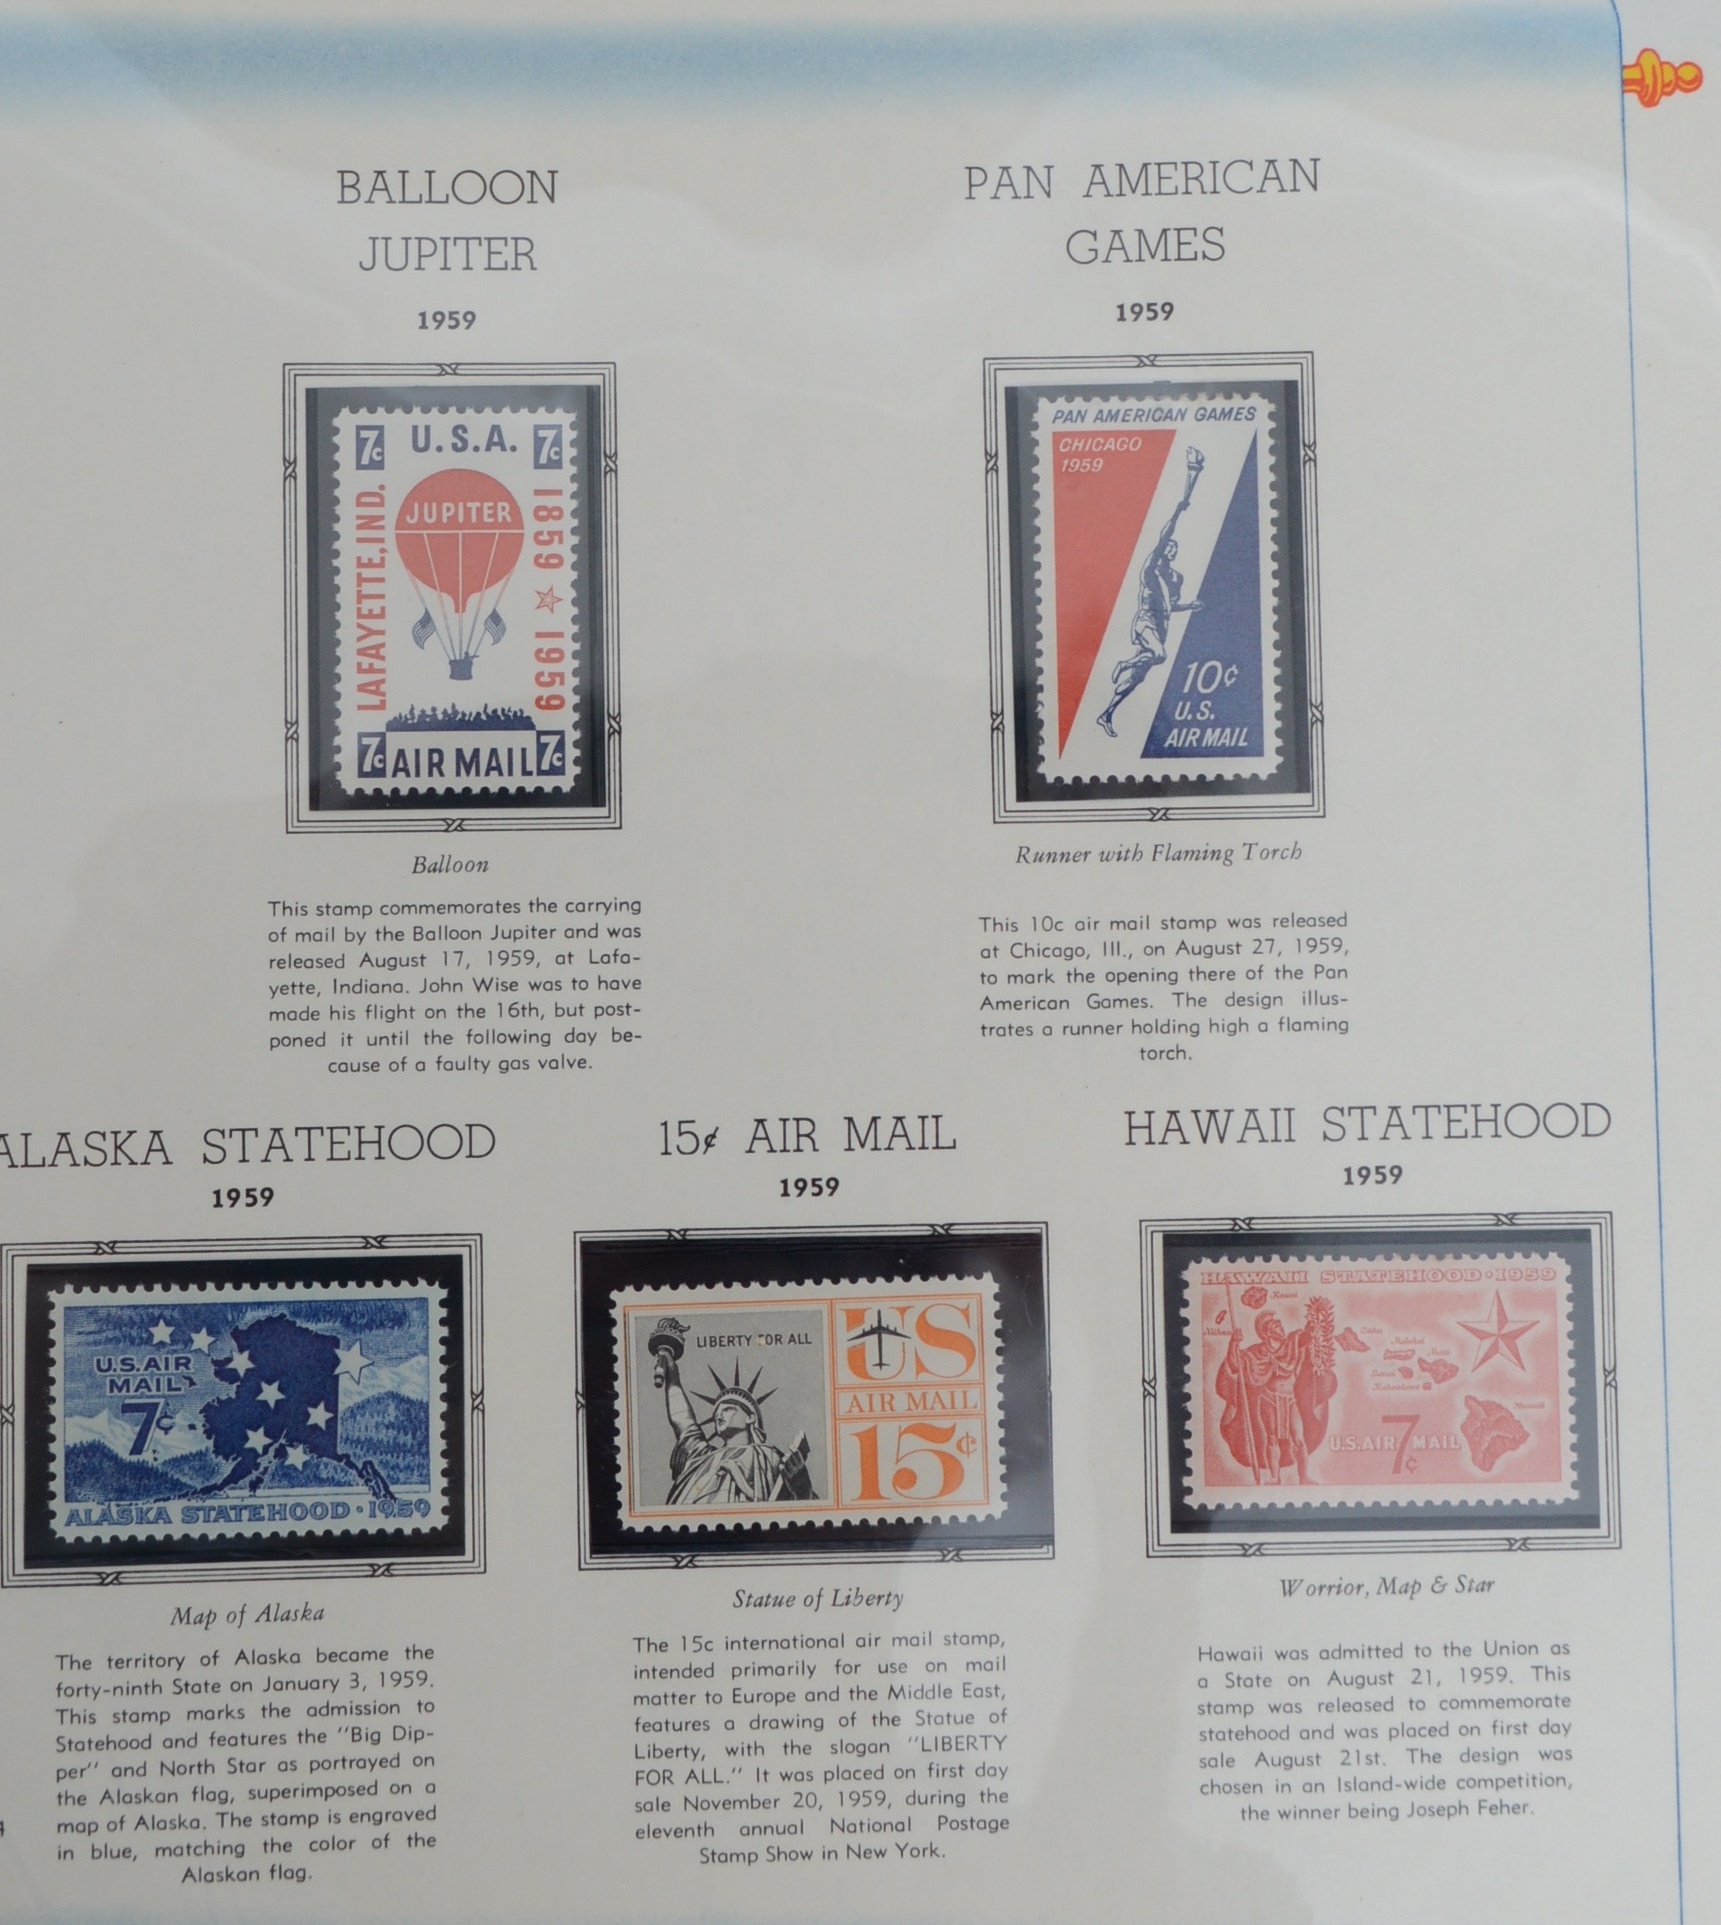 BALLOON
JUPITER
1959
7c U.S.A. 7c
LAFAYETTE, IND.
JUPITER
1859 ★ 1959
7c AIR MAIL 7c
Balloon
This stamp commemorates the carrying
of mail by the Balloon Jupiter and was
released August 17, 1959, at Lafa-
yette, Indiana. John Wise was to have
made his flight on the 16th, but post-
poned it until the following day be-
cause of a faulty gas valve.
PAN AMERICAN
GAMES
1959
PAN AMERICAN GAMES
CHICAGO
1959
10¢
U.S.
AIR MAIL
Runner with Flaming Torch
This 10c air mail stamp was released
at Chicago, Ill., on August 27, 1959,
to mark the opening there of the Pan
American Games. The design illus-
trates a runner holding high a flaming
torch.
ALASKA STATEHOOD
1959
U.S. AIR
MAIL
7¢
ALASKA STATEHOOD · 1959
Map of Alaska
The territory of Alaska became the
forty-ninth State on January 3, 1959.
This stamp marks the admission to
Statehood and features the "Big Dip-
per" and North Star as portrayed on
the Alaskan flag, superimposed on a
map of Alaska. The stamp is engraved
in blue, matching the color of the
Alaskan flag.
15¢ AIR MAIL
1959
LIBERTY FOR ALL
US
AIR MAIL
15¢
Statue of Liberty
The 15c international air mail stamp,
intended primarily for use on mail
matter to Europe and the Middle East,
features a drawing of the Statue of
Liberty, with the slogan "LIBERTY
FOR ALL." It was placed on first day
sale November 20, 1959, during the
eleventh annual National Postage
Stamp Show in New York.
HAWAII STATEHOOD
1959
HAWAII STATEHOOD · 1959
Kauai
Niihau
Oahu
Molokai
Maui
Lanai
Kahoolawe
Hawaii
U.S. AIR 7¢ MAIL
Worrior, Map & Star
Hawaii was admitted to the Union as
a State on August 21, 1959. This
stamp was released to commemorate
statehood and was placed on first day
sale August 21st. The design was
chosen in an Island-wide competition,
the winner being Joseph Feher.